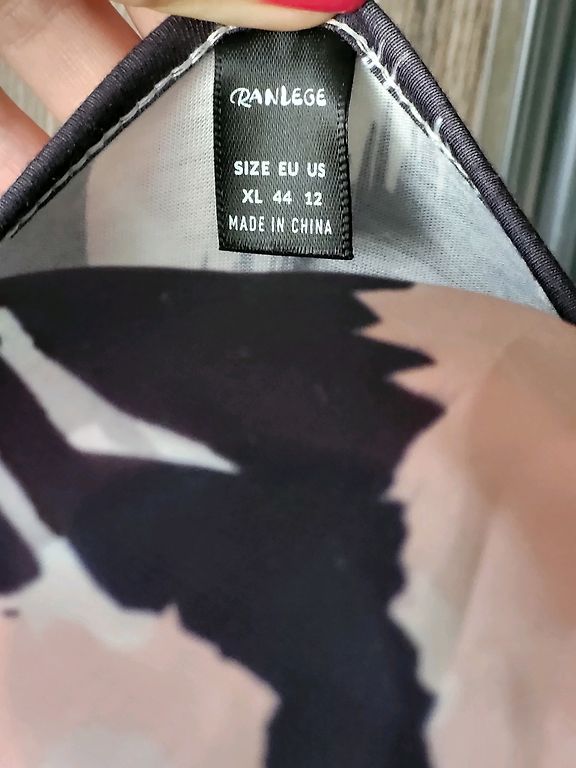 RANLEGE
SIZE EU US
XL 44 12
MADE IN CHINA